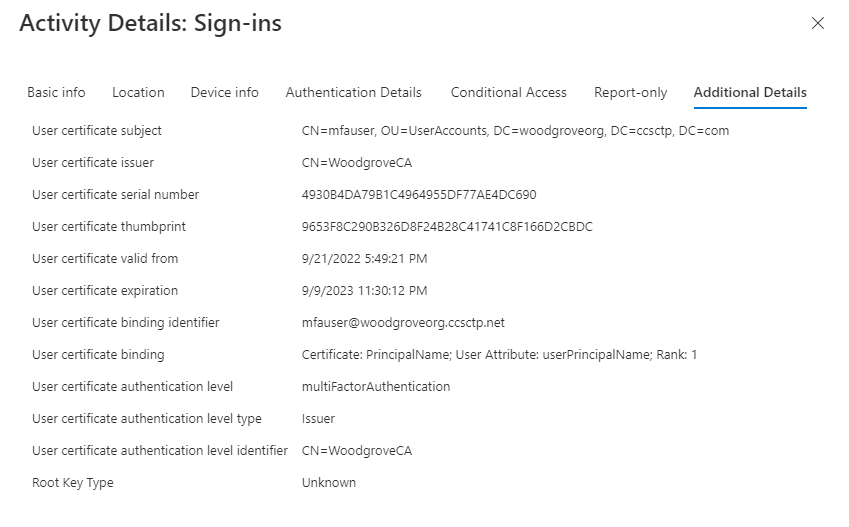 Activity Details: Sign-ins
Basic info Location Device info Authentication Details Conditional Access Report-only Additional Details
User certificate subject CN=mfauser, OU=UserAccounts, DC=woodgroveorg, DC=ccsctp, DC=com
User certificate issuer CN=WoodgroveCA
User certificate serial number 4930B4DA79B1C4964955DF77AE4DC690
User certificate thumbprint 9653F8C290B326D8F24B28C41741C8F166D2CBDC
User certificate valid from 9/21/2022 5:49:21 PM
User certificate expiration 9/9/2023 11:30:12 PM
User certificate binding identifier mfauser@woodgroveorg.ccsctp.net
User certificate binding Certificate: PrincipalName; User Attribute: userPrincipalName; Rank: 1
User certificate authentication level multiFactorAuthentication
User certificate authentication level type Issuer
User certificate authentication level identifier CN=WoodgroveCA
Root Key Type Unknown